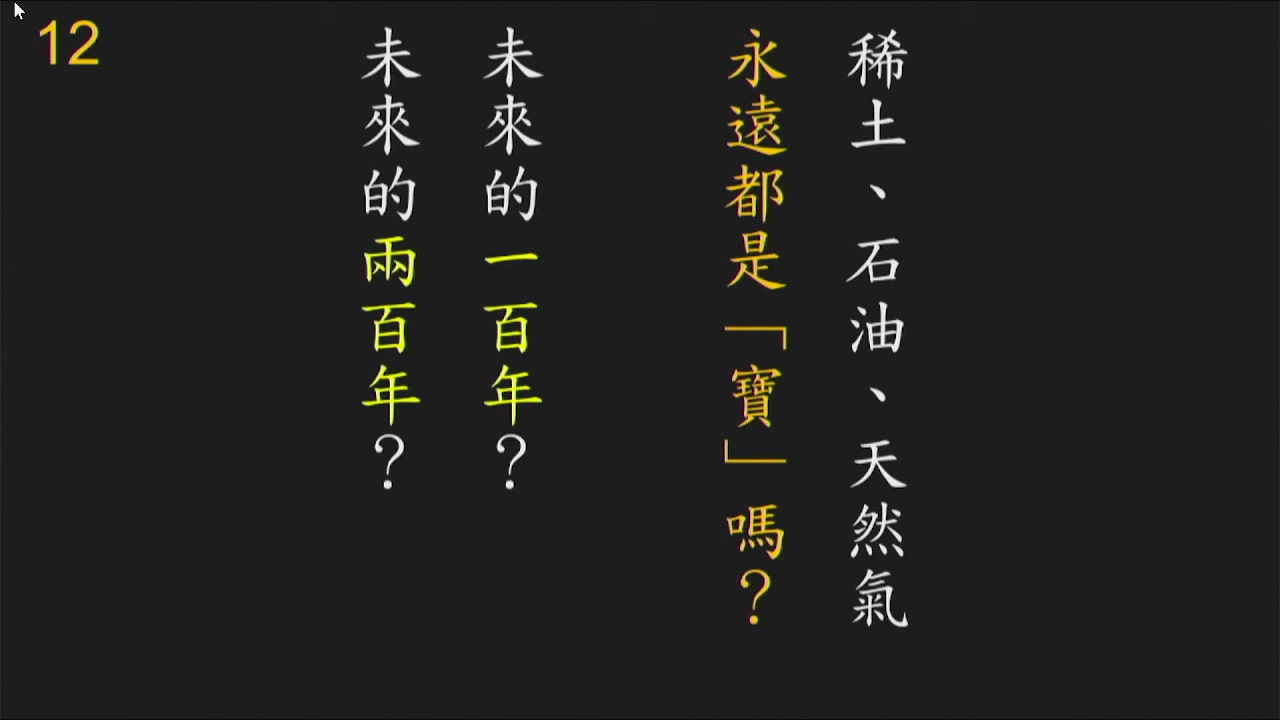 12
稀土、石油、天然氣
永遠都是「寶」嗎？
未來的一百年？
未來的兩百年？